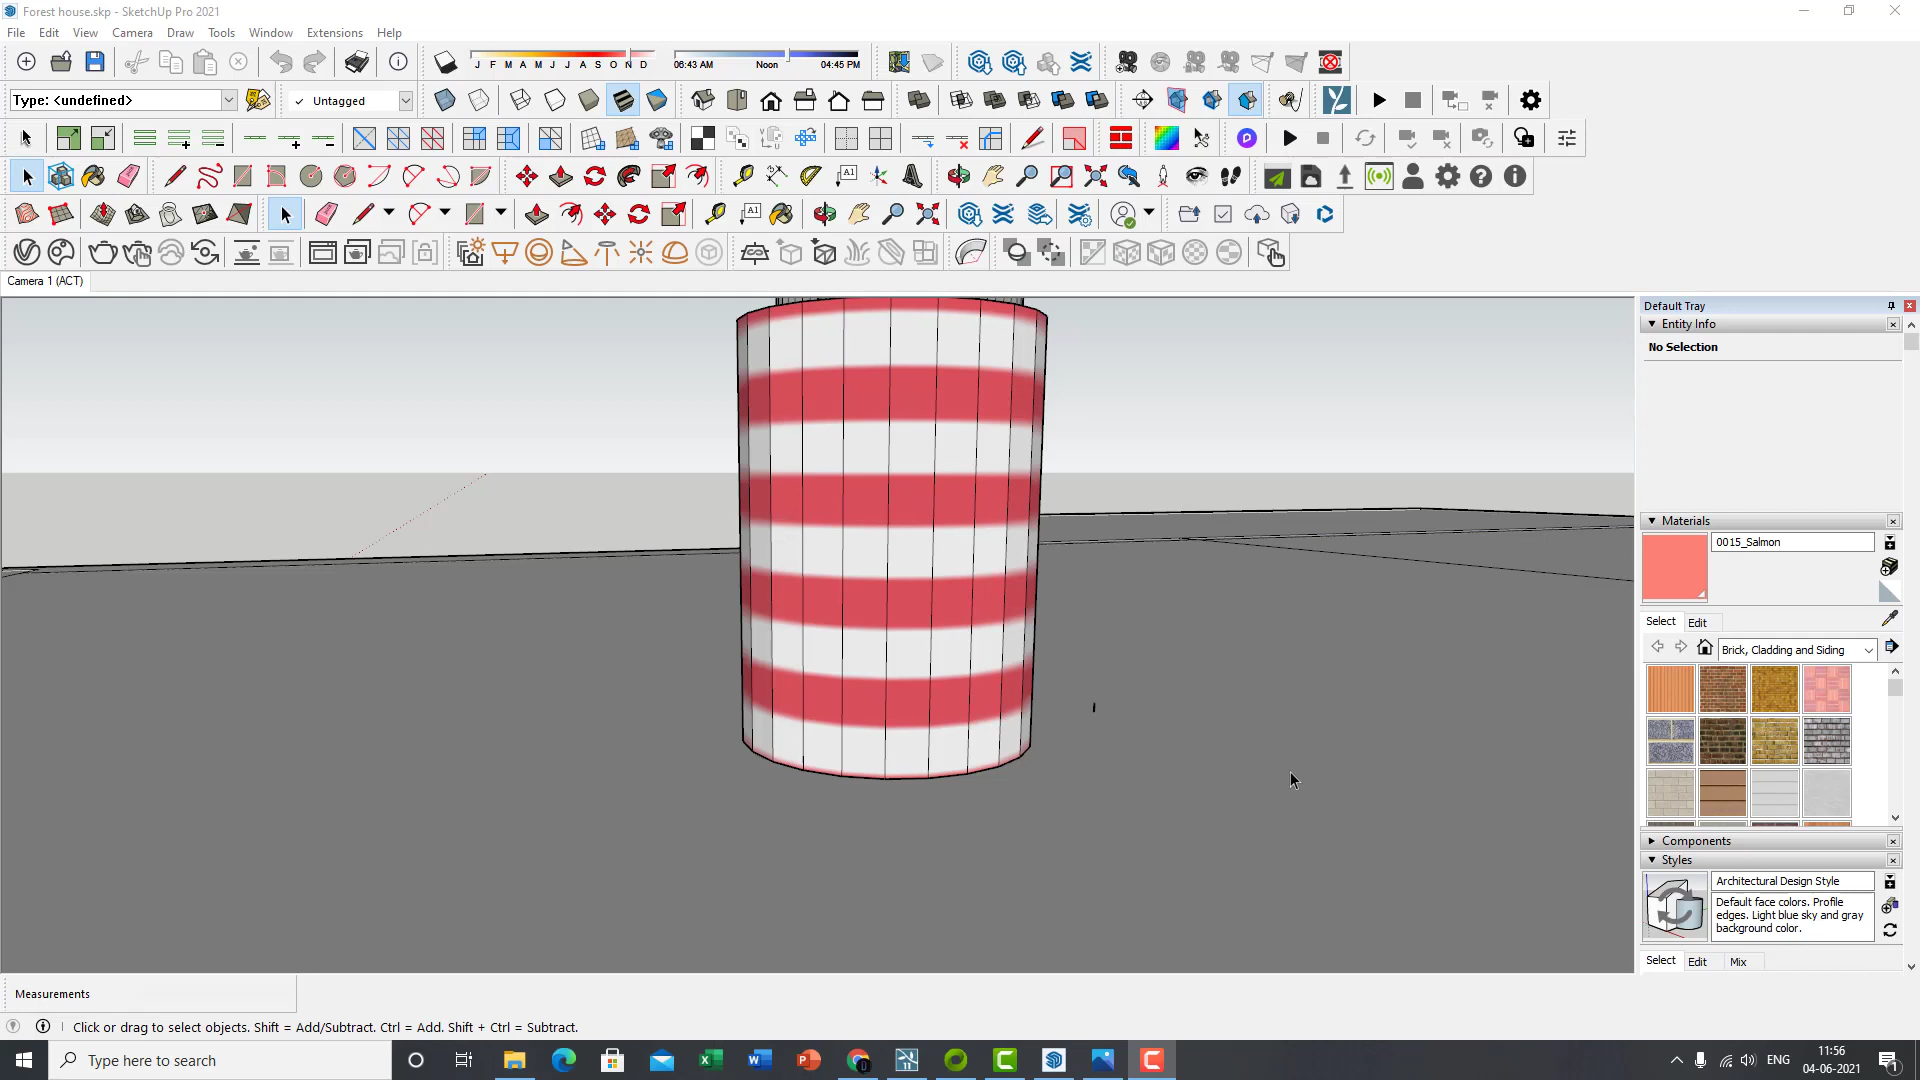 Forest house.skp - SketchUp Pro 2021
File Edit View Camera Draw Tools Window Extensions Help
J F M A M J J A S O N D 06:43 AM Noon 04:45 PM
Type: <undefined> ✓ Untagged
A1
A1
Camera 1 (ACT)
Default Tray
Entity Info
No Selection
Materials
0015_Salmon
Select Edit
Brick, Cladding and Siding
Components
Styles
Architectural Design Style
Default face colors. Profile
edges. Light blue sky and gray
background color.
Select Edit Mix
Measurements
Click or drag to select objects. Shift = Add/Subtract. Ctrl = Add. Shift + Ctrl = Subtract.
Type here to search
ENG
11:56
04-06-2021
1